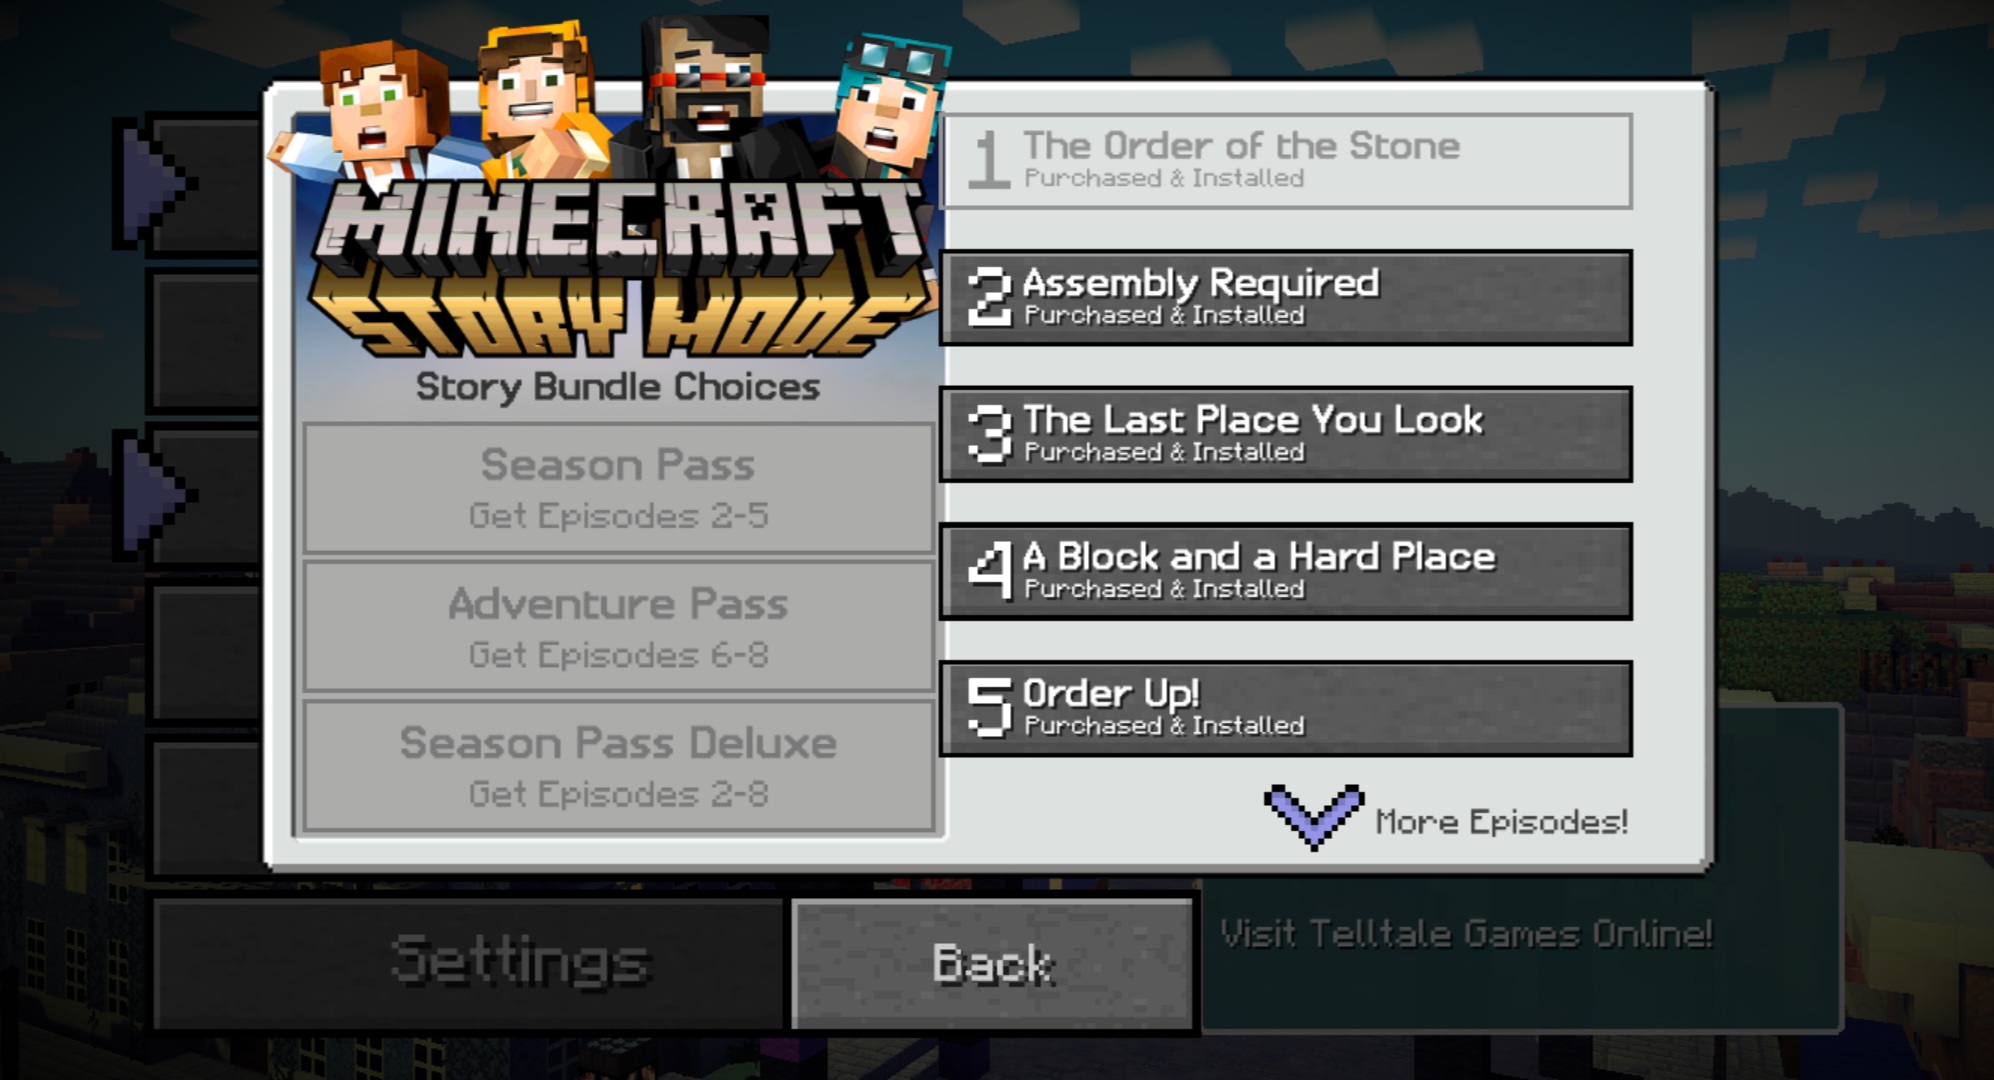 MINECRAFT
STORY MODE
Story Bundle Choices
Season Pass
Get Episodes 2-5
Adventure Pass
Get Episodes 6-8
Season Pass Deluxe
Get Episodes 2-8
1
The Order of the Stone
Purchased & Installed
2
Assembly Required
Purchased & Installed
3
The Last Place You Look
Purchased & Installed
4
A Block and a Hard Place
Purchased & Installed
5
Order Up!
Purchased & Installed
More Episodes!
Settings
Back
Visit Telltale Games Online!